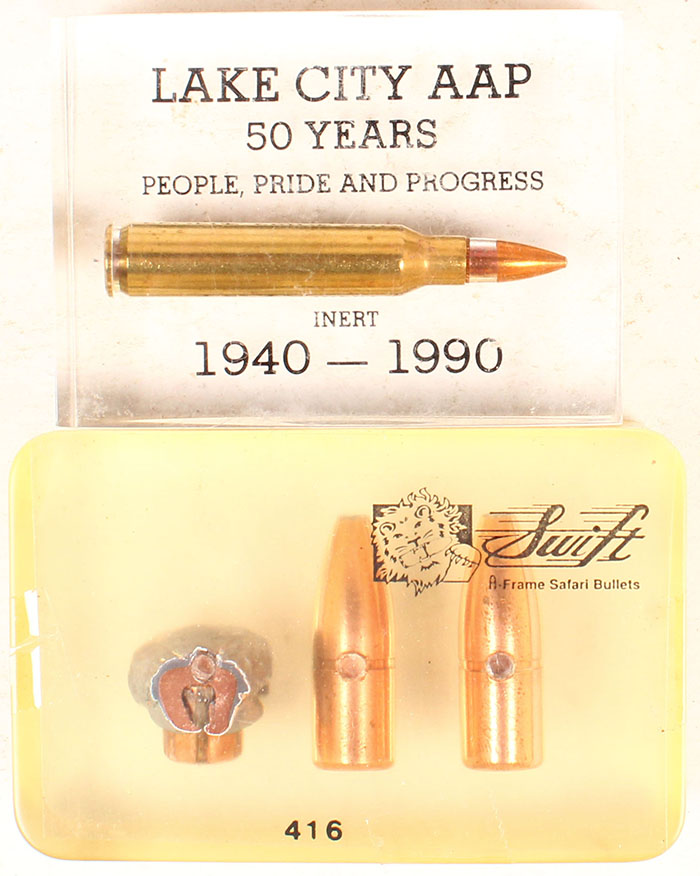 LAKE CITY AAP
50 YEARS
PEOPLE, PRIDE AND PROGRESS
INERT
1940 — 1990
Swift
A-Frame Safari Bullets
416